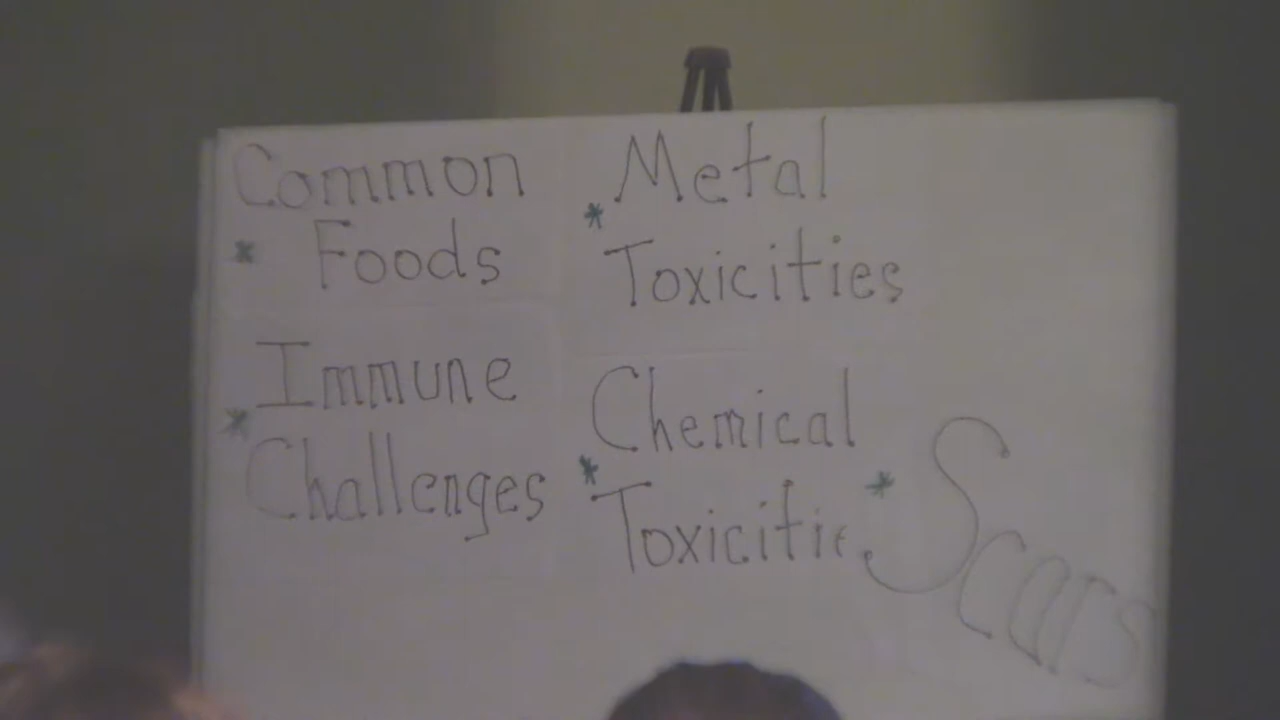 Common
* Foods
Immune
* Challenges
* Metal
Toxicities
Chemical
* Toxicitie
* Scars